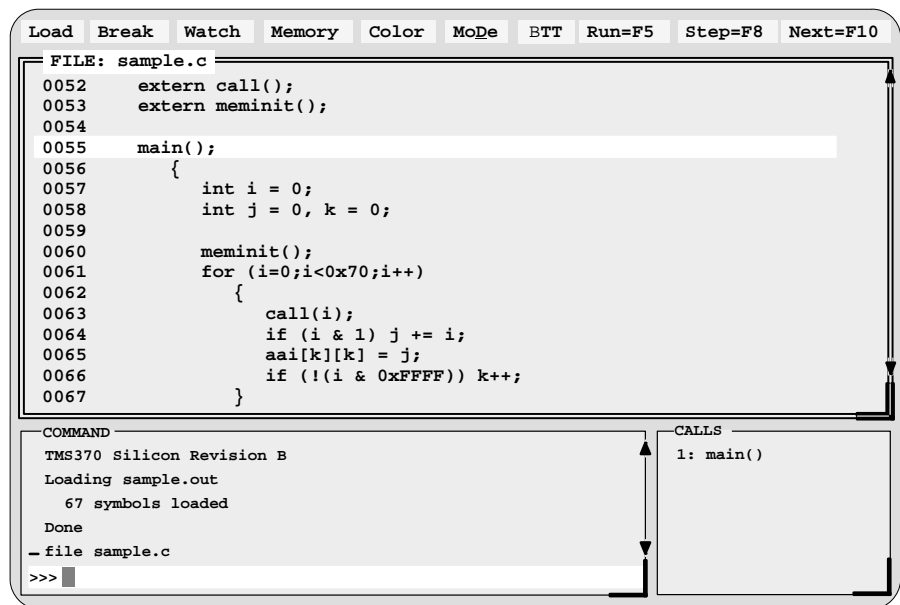 Load Break Watch Memory Color MoDe BTT Run=F5 Step=F8 Next=F10
FILE: sample.c
0052 extern call();
0053 extern meminit();
0054
0055 main();
0056 {
0057 int i = 0;
0058 int j = 0, k = 0;
0059
0060 meminit();
0061 for (i=0;i<0x70;i++)
0062 {
0063 call(i);
0064 if (i & 1) j += i;
0065 aai[k][k] = j;
0066 if (!(i & 0xFFFF)) k++;
0067 }
COMMAND
TMS370 Silicon Revision B
Loading sample.out
67 symbols loaded
Done
file sample.c
>>>
CALLS
1: main()